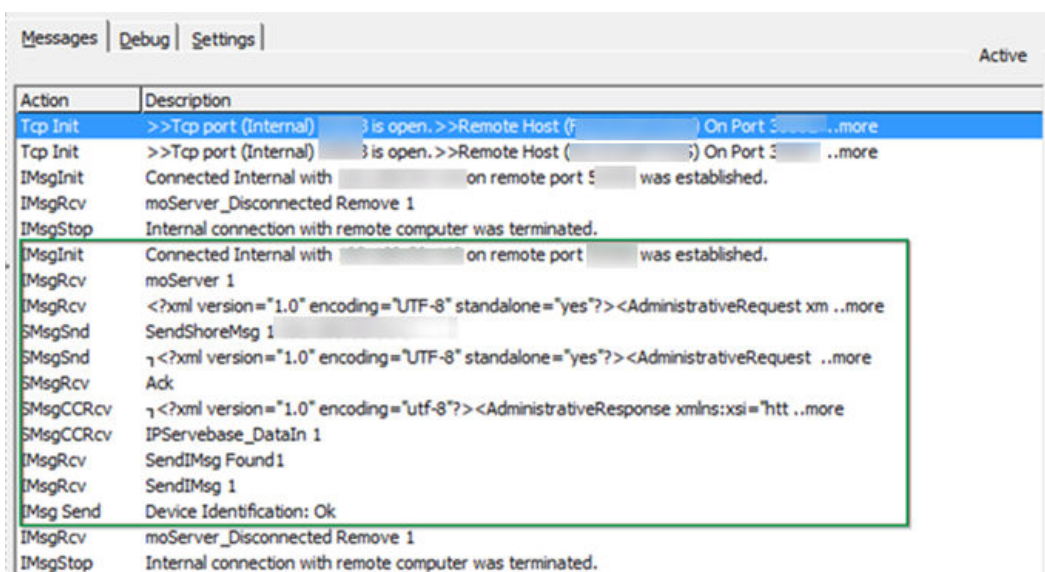 Messages Debug Settings
Active
Action Description
Tcp Init >>Tcp port (Internal) 3 is open.>>Remote Host (F ) On Port 3 ..more
Tcp Init >>Tcp port (Internal) 3 is open.>>Remote Host ( ) On Port 3 ..more
IMsgInit Connected Internal with on remote port 5 was established.
IMsgRcv moServer_Disconnected Remove 1
IMsgStop Internal connection with remote computer was terminated.
IMsgInit Connected Internal with on remote port was established.
IMsgRcv moServer 1
IMsgRcv <?xml version="1.0" encoding="UTF-8" standalone="yes"?><AdministrativeRequest xm ..more
SMsgSnd SendShoreMsg 1
SMsgSnd ┐<?xml version="1.0" encoding="UTF-8" standalone="yes"?><AdministrativeRequest ..more
SMsgRcv Ack
SMsgCCRcv ┐<?xml version="1.0" encoding="utf-8"?><AdministrativeResponse xmlns:xsi="htt ..more
SMsgCCRcv IPServebase_DataIn 1
IMsgRcv SendIMsg Found1
IMsgRcv SendIMsg 1
IMsg Send Device Identification: Ok
IMsgRcv moServer_Disconnected Remove 1
IMsgStop Internal connection with remote computer was terminated.